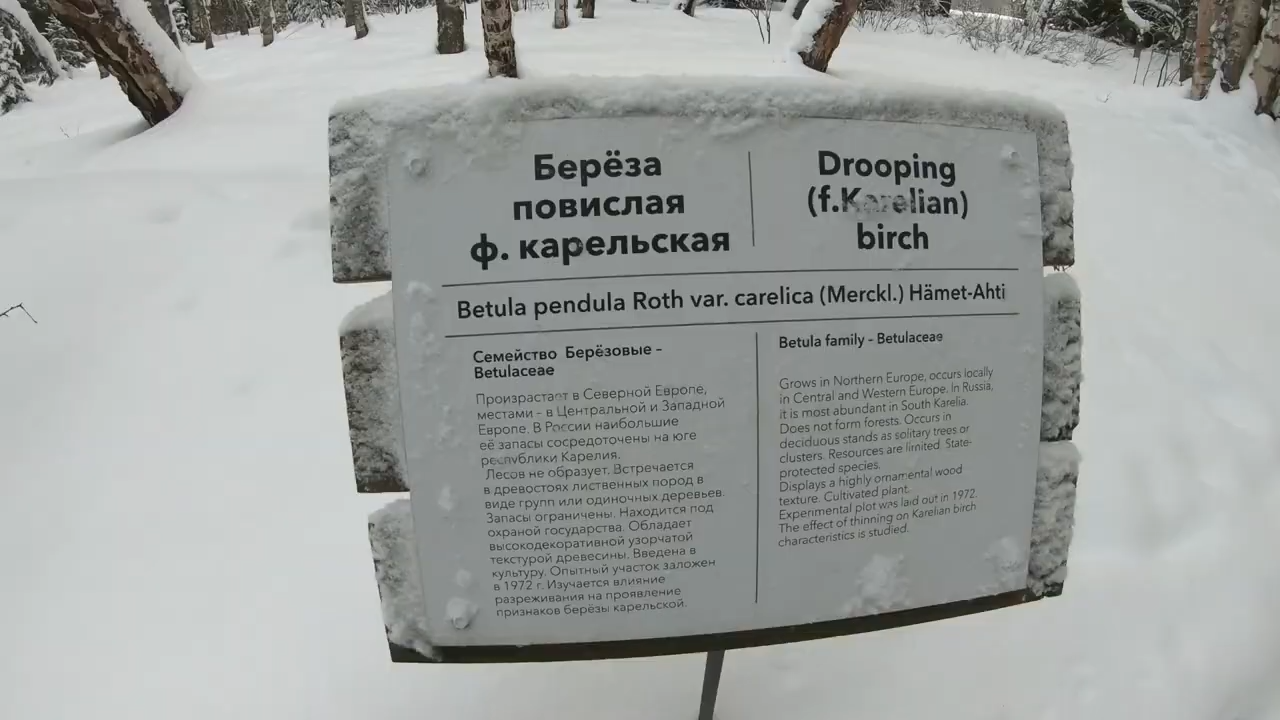 Берёза
повислая
ф. карельская
Drooping
(f.Karelian)
birch
Betula pendula Roth var. carelica (Merckl.) Hämet-Ahti
Семейство Берёзовые –
Betulaceae
Произрастает в Северной Европе,
местами – в Центральной и Западной
Европе. В России наибольшие
её запасы сосредоточены на юге
республики Карелия.
Лесов не образует. Встречается
в древостоях лиственных пород в
виде групп или одиночных деревьев.
Запасы ограничены. Находится под
охраной государства. Обладает
высокодекоративной узорчатой
текстурой древесины. Введена в
культуру. Опытный участок заложен
в 1972 г. Изучается влияние
разреживания на проявление
признаков берёзы карельской.
Betula family - Betulaceae
Grows in Northern Europe, occurs locally
in Central and Western Europe. In Russia,
it is most abundant in South Karelia.
Does not form forests. Occurs in
deciduous stands as solitary trees or
clusters. Resources are limited. State-
protected species.
Displays a highly ornamental wood
texture. Cultivated plant.
Experimental plot was laid out in 1972.
The effect of thinning on Karelian birch
characteristics is studied.